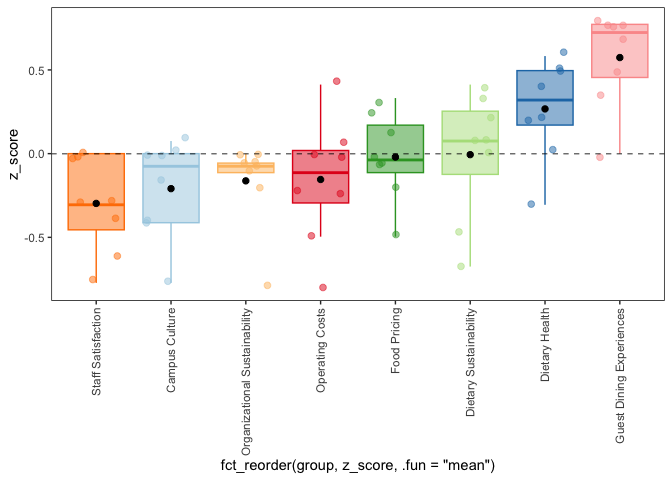 z_score
0.5
0.0
-0.5
Staff Satisfaction
Campus Culture
Organizational Sustainability
Operating Costs
Food Pricing
Dietary Sustainability
Dietary Health
Guest Dining Experiences
fct_reorder(group, z_score, .fun = "mean")